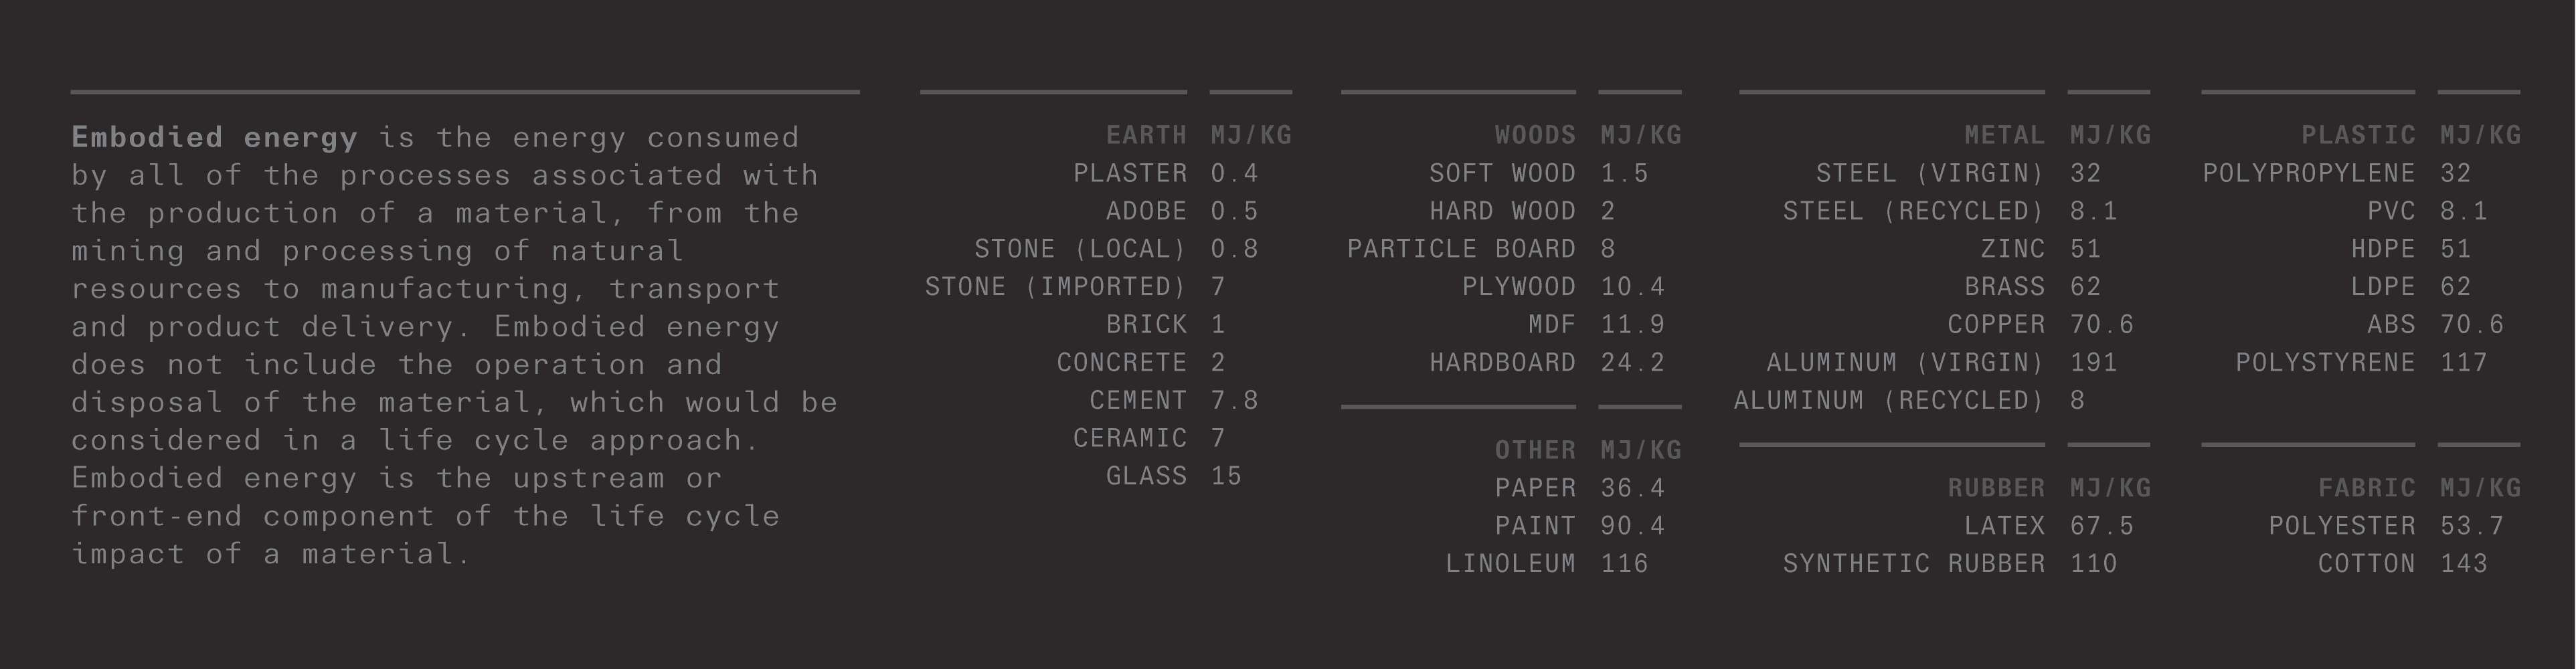 Embodied energy is the energy consumed
by all of the processes associated with
the production of a material, from the
mining and processing of natural
resources to manufacturing, transport
and product delivery. Embodied energy
does not include the operation and
disposal of the material, which would be
considered in a life cycle approach.
Embodied energy is the upstream or
front-end component of the life cycle
impact of a material.
EARTH MJ/KG
PLASTER 0.4
ADOBE 0.5
STONE (LOCAL) 0.8
STONE (IMPORTED) 7
BRICK 1
CONCRETE 2
CEMENT 7.8
CERAMIC 7
GLASS 15
WOODS MJ/KG
SOFT WOOD 1.5
HARD WOOD 2
PARTICLE BOARD 8
PLYWOOD 10.4
MDF 11.9
HARDBOARD 24.2
OTHER MJ/KG
PAPER 36.4
PAINT 90.4
LINOLEUM 116
METAL MJ/KG
STEEL (VIRGIN) 32
STEEL (RECYCLED) 8.1
ZINC 51
BRASS 62
COPPER 70.6
ALUMINUM (VIRGIN) 191
ALUMINUM (RECYCLED) 8
RUBBER MJ/KG
LATEX 67.5
SYNTHETIC RUBBER 110
PLASTIC MJ/KG
POLYPROPYLENE 32
PVC 8.1
HDPE 51
LDPE 62
ABS 70.6
POLYSTYRENE 117
FABRIC MJ/KG
POLYESTER 53.7
COTTON 143